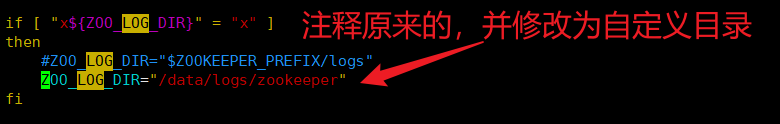 if [ "x${ZOO_LOG_DIR}" = "x" ]
注释原来的，并修改为自定义目录
then
#ZOO_LOG_DIR="$ZOOKEEPER_PREFIX/logs"
ZOO_LOG_DIR="/data/logs/zookeeper"
fi